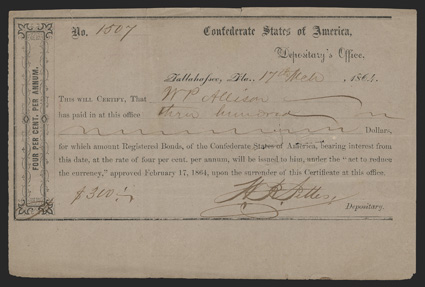 FOUR PER CENT. PER ANNUM.
No. 1807 Confederate States of America,
Depositary's Office,
Tallahassee, Fla., 17th Mch 1864.
THIS WILL CERTIFY, That W P Allison
has paid in at this office three hundred
Dollars,
for which amount Registered Bonds, of the Confederate States of America, bearing interest from
this date, at the rate of four per cent. per annum, will be issued to him, under the "act to reduce
the currency," approved February 17, 1864, upon the surrender of this Certificate at this office.
$300
Depositary.